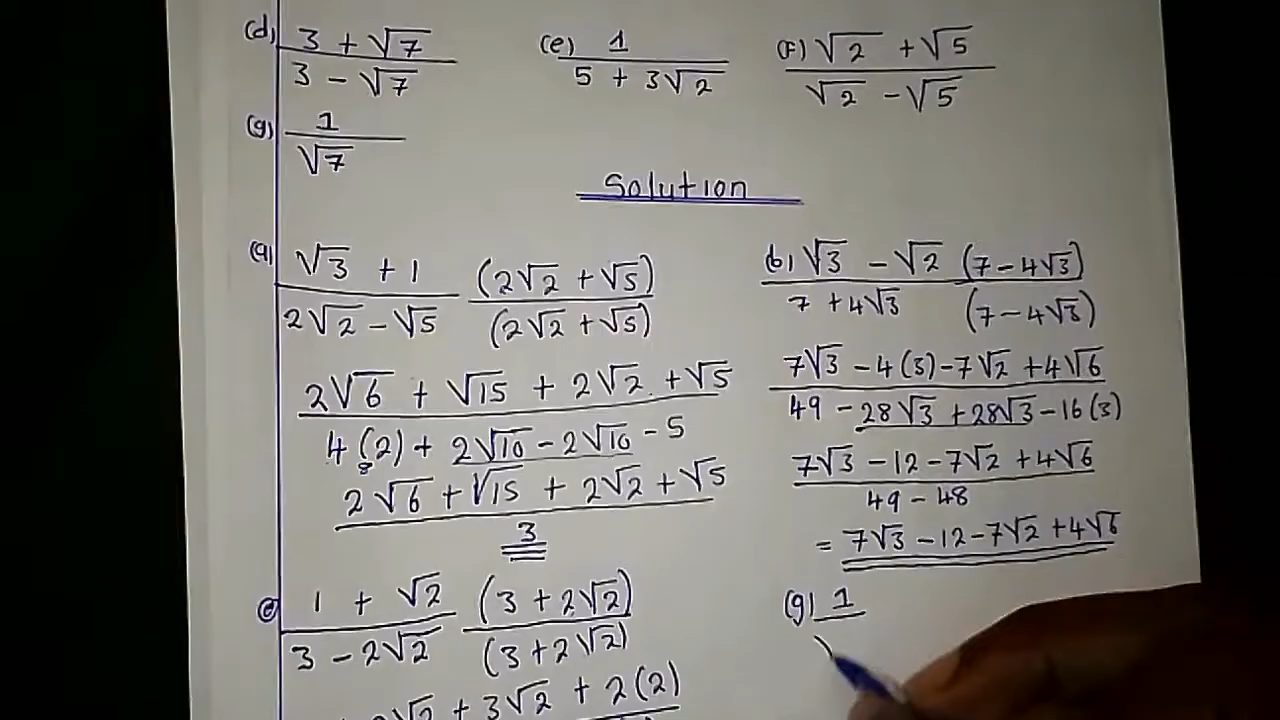 (d) 3 + √7 / 3 - √7 (e) 1 / 5 + 3√2 (F) √2 + √5 / √2 - √5
(g) 1 / √7
Solution
(a) √3 + 1 / 2√2 - √5 (2√2 + √5) / (2√2 + √5)
2√6 + √15 + 2√2 + √5 / 4(2) + 2√10 - 2√10 - 5
8
2√6 + √15 + 2√2 + √5 / 3
(b) √3 - √2 / 7 + 4√3 (7 - 4√3) / (7 - 4√3)
7√3 - 4(3) - 7√2 + 4√6 / 49 - 28√3 + 28√3 - 16(3)
7√3 - 12 - 7√2 + 4√6 / 49 - 48
= 7√3 - 12 - 7√2 + 4√6
(c) 1 + √2 / 3 - 2√2 (3 + 2√2) / (3 + 2√2)
√2 + 3√2 + 2(2)
(g) 1